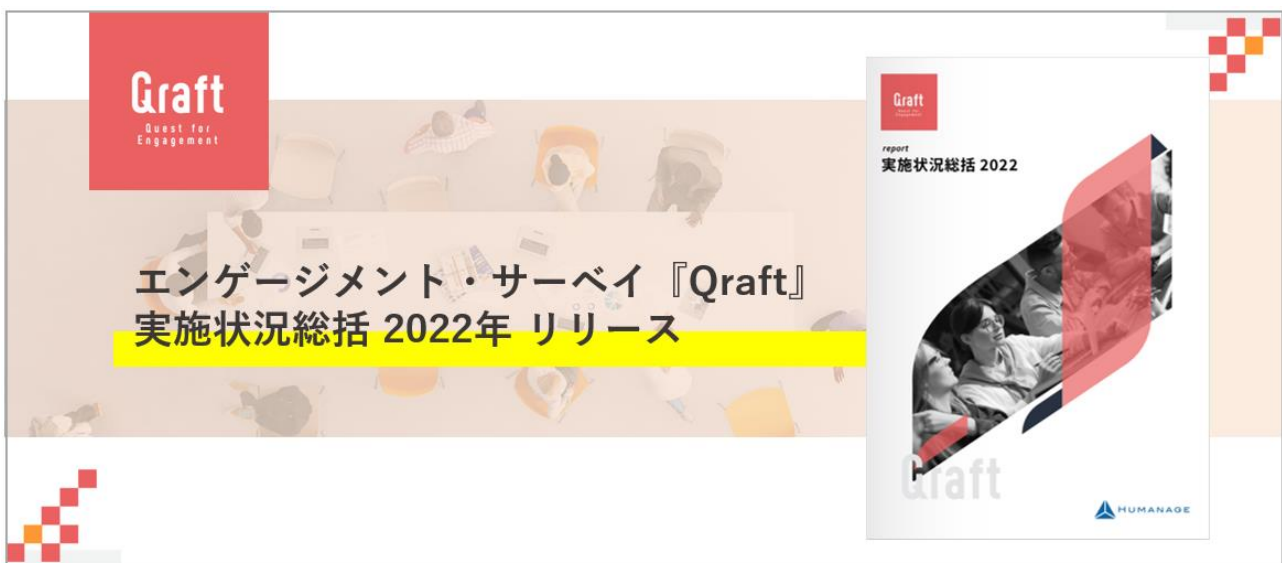 Qraft
Quest for
Engagement
エンゲージメント・サーベイ『Qraft』
実施状況総括 2022年 リリース
Qraft
Quest for
Engagement
report
実施状況総括 2022
Qraft
HUMANAGE